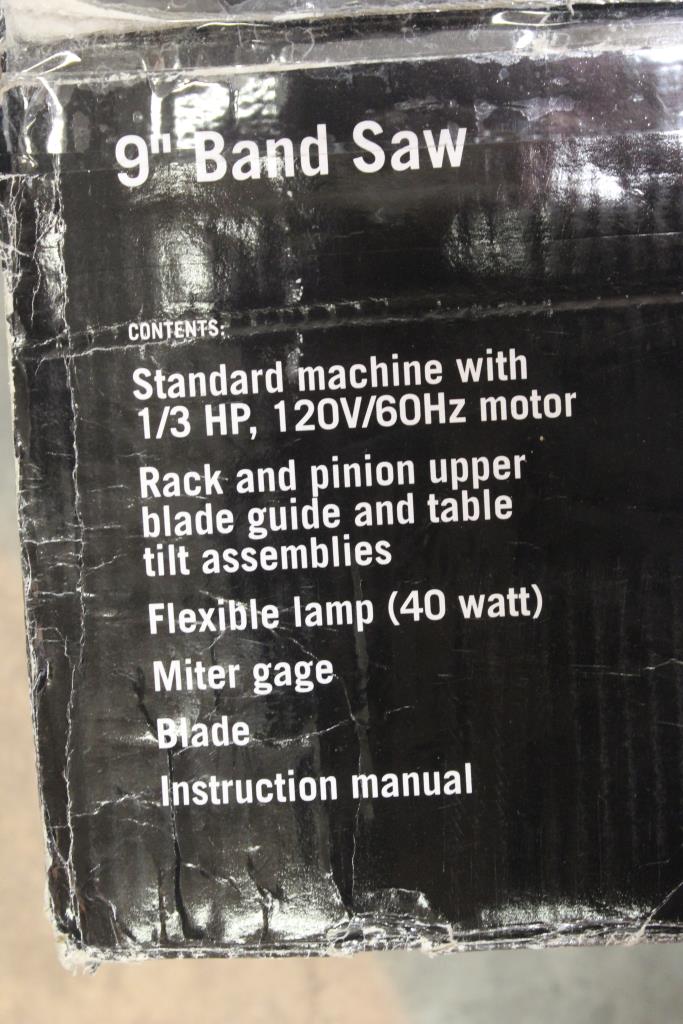 9" Band Saw
CONTENTS:
Standard machine with
1/3 HP, 120V/60Hz motor
Rack and pinion upper
blade guide and table
tilt assemblies
Flexible lamp (40 watt)
Miter gage
Blade
Instruction manual